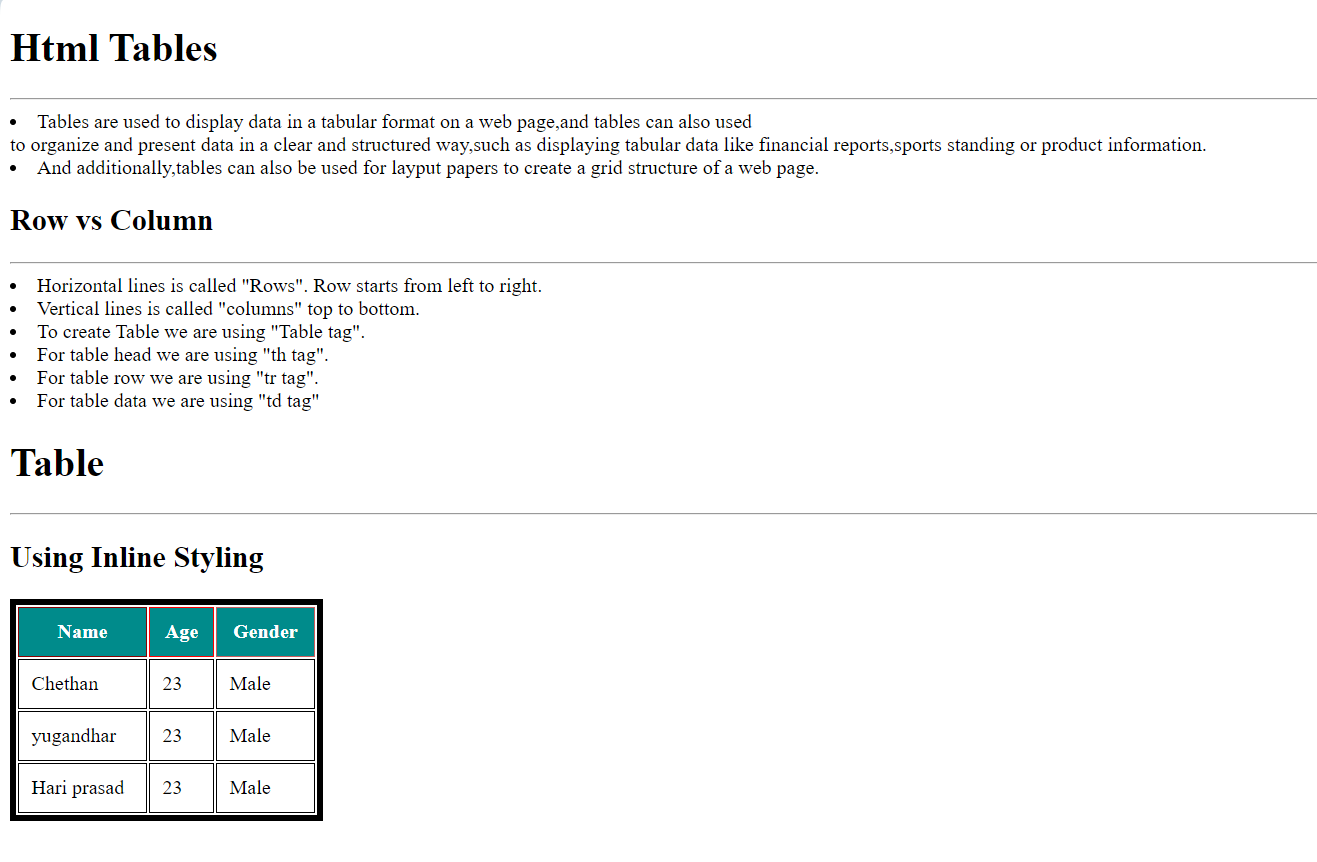 Html Tables
Tables are used to display data in a tabular format on a web page,and tables can also used
to organize and present data in a clear and structured way,such as displaying tabular data like financial reports,sports standing or product information.
And additionally,tables can also be used for layput papers to create a grid structure of a web page.
Row vs Column
Horizontal lines is called "Rows". Row starts from left to right.
Vertical lines is called "columns" top to bottom.
To create Table we are using "Table tag".
For table head we are using "th tag".
For table row we are using "tr tag".
For table data we are using "td tag"
Table
Using Inline Styling
Name Age Gender
Chethan 23 Male
yugandhar 23 Male
Hari prasad 23 Male